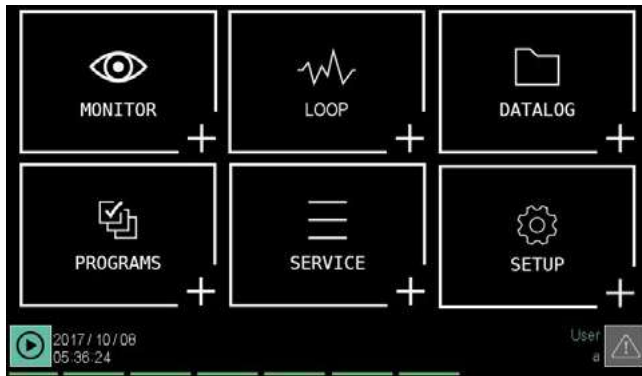 MONITOR
LOOP
DATALOG
PROGRAMS
SERVICE
SETUP
2017/10/08
05:36:24
User
a